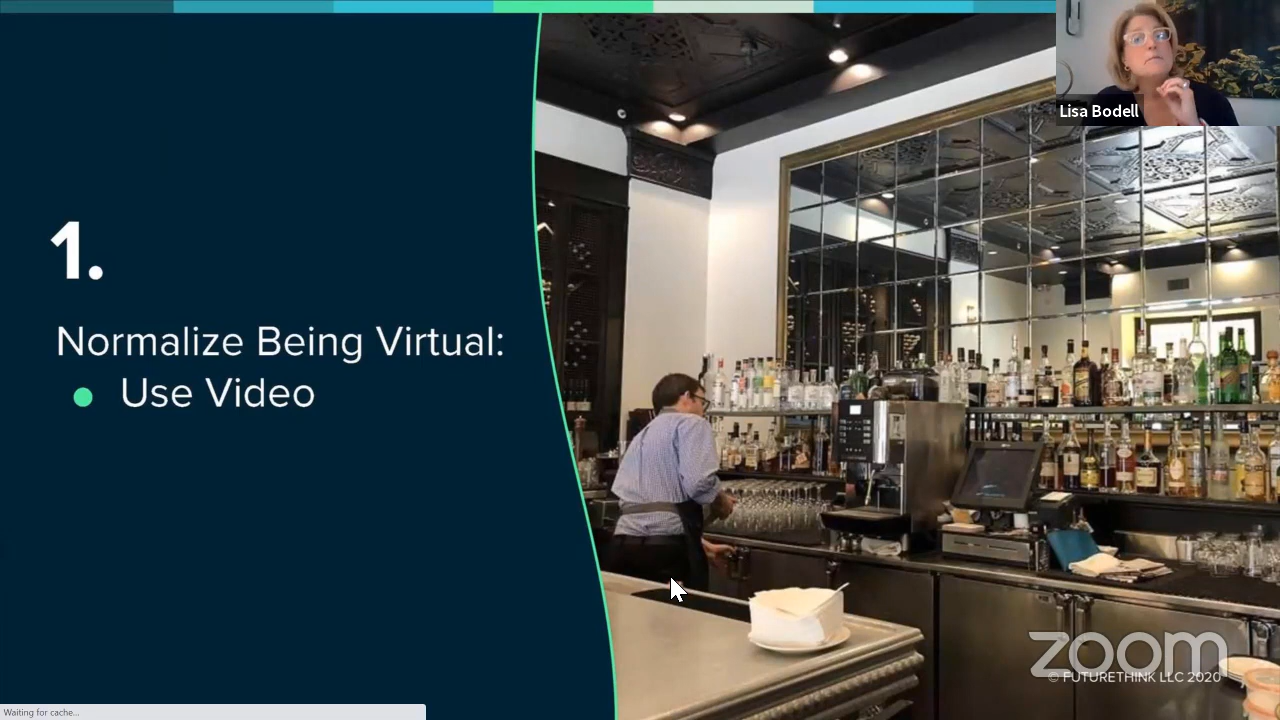 Lisa Bodell
1.
Normalize Being Virtual:
Use Video
zoom
© FUTURETHINK LLC 2020
Waiting for cache...